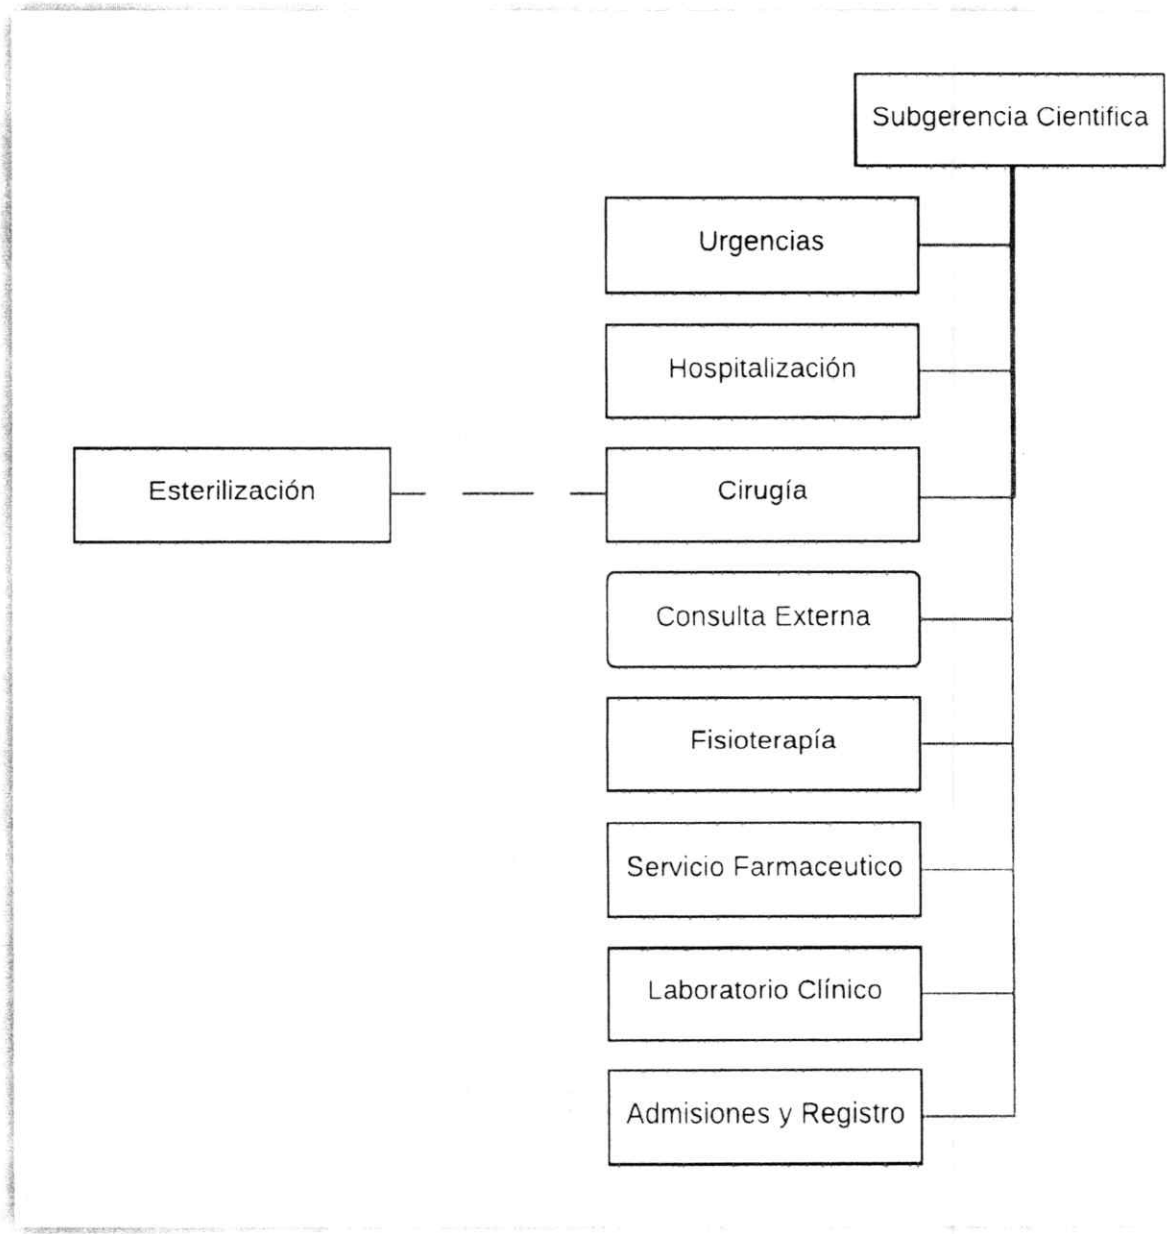 Subgerencia Cientifica
Urgencias
Hospitalización
Esterilización
Cirugía
Consulta Externa
Fisioterapía
Servicio Farmaceutico
Laboratorio Clínico
Admisiones y Registro